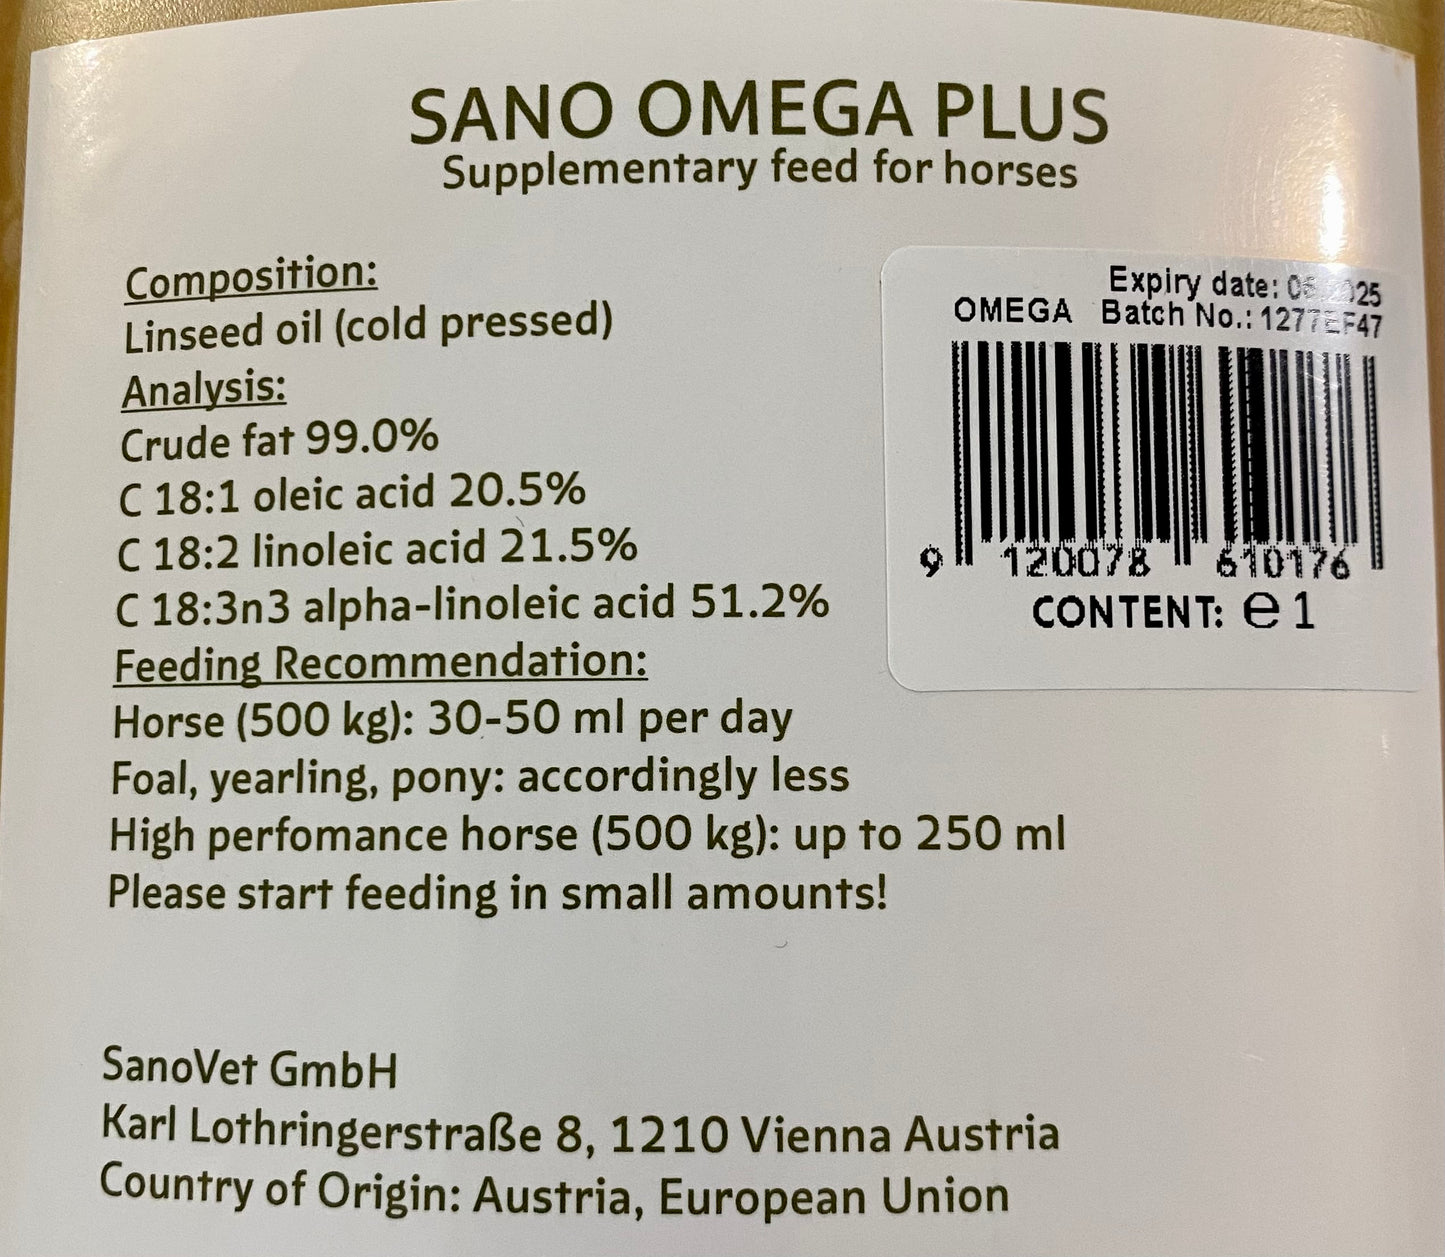 SANO OMEGA PLUS
Supplementary feed for horses
Composition:
Linseed oil (cold pressed)
Analysis:
Crude fat 99.0%
C 18:1 oleic acid 20.5%
C 18:2 linoleic acid 21.5%
C 18:3n3 alpha-linoleic acid 51.2%
Feeding Recommendation:
Horse (500 kg): 30-50 ml per day
Foal, yearling, pony: accordingly less
High perfomance horse (500 kg): up to 250 ml
Please start feeding in small amounts!
Expiry date:
OMEGA Batch No.: 1277EF47
9 120078 610176
CONTENT: e 1
SanoVet GmbH
Karl Lothringerstraße 8, 1210 Vienna Austria
Country of Origin: Austria, European Union